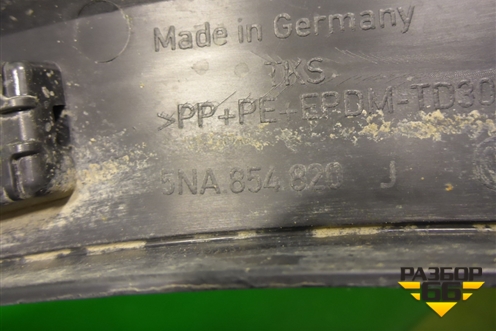 Made in Germany
TKS
>PP+PE+EPDM-TD30
5NA 854 820 J
РАЗБОР
66